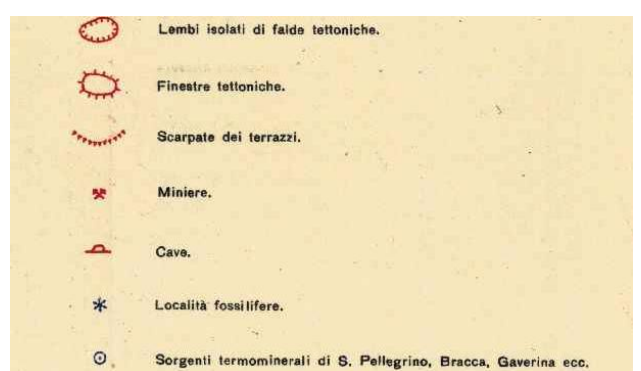 Lembi isolati di falde tettoniche.
Finestre tettoniche.
Scarpate dei terrazzi.
Miniere.
Cave.
Località fossilifere.
Sorgenti termominerali di S. Pellegrino, Bracca, Gaverina ecc.